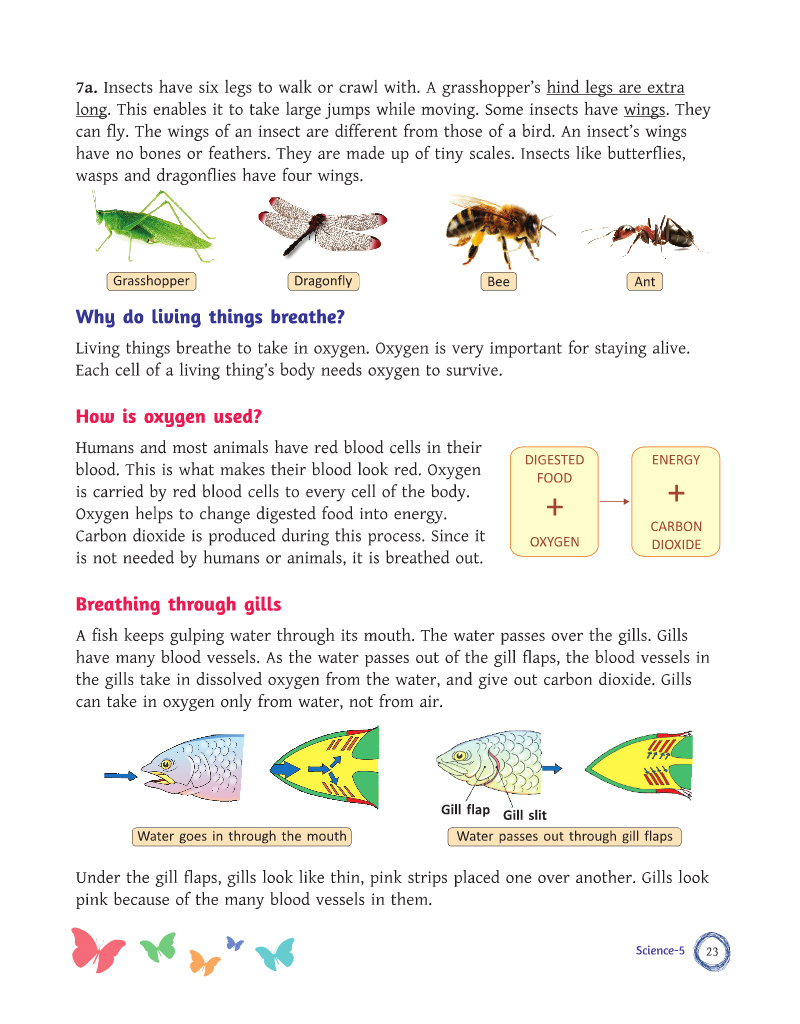 7a. Insects have six legs to walk or crawl with. A grasshopper's hind legs are extra
long. This enables it to take large jumps while moving. Some insects have wings. They
can fly. The wings of an insect are different from those of a bird. An insect's wings
have no bones or feathers. They are made up of tiny scales. Insects like butterflies,
wasps and dragonflies have four wings.
Grasshopper
Dragonfly
Bee
Ant
Why do living things breathe?
Living things breathe to take in oxygen. Oxygen is very important for staying alive.
Each cell of a living thing's body needs oxygen to survive.
How is oxygen used?
Humans and most animals have red blood cells in their
blood. This is what makes their blood look red. Oxygen
is carried by red blood cells to every cell of the body.
Oxygen helps to change digested food into energy.
Carbon dioxide is produced during this process. Since it
is not needed by humans or animals, it is breathed out.
DIGESTED
FOOD
+
OXYGEN
ENERGY
+
CARBON
DIOXIDE
Breathing through gills
A fish keeps gulping water through its mouth. The water passes over the gills. Gills
have many blood vessels. As the water passes out of the gill flaps, the blood vessels in
the gills take in dissolved oxygen from the water, and give out carbon dioxide. Gills
can take in oxygen only from water, not from air.
Gill flap
Gill slit
Water goes in through the mouth
Water passes out through gill flaps
Under the gill flaps, gills look like thin, pink strips placed one over another. Gills look
pink because of the many blood vessels in them.
Science-5
23